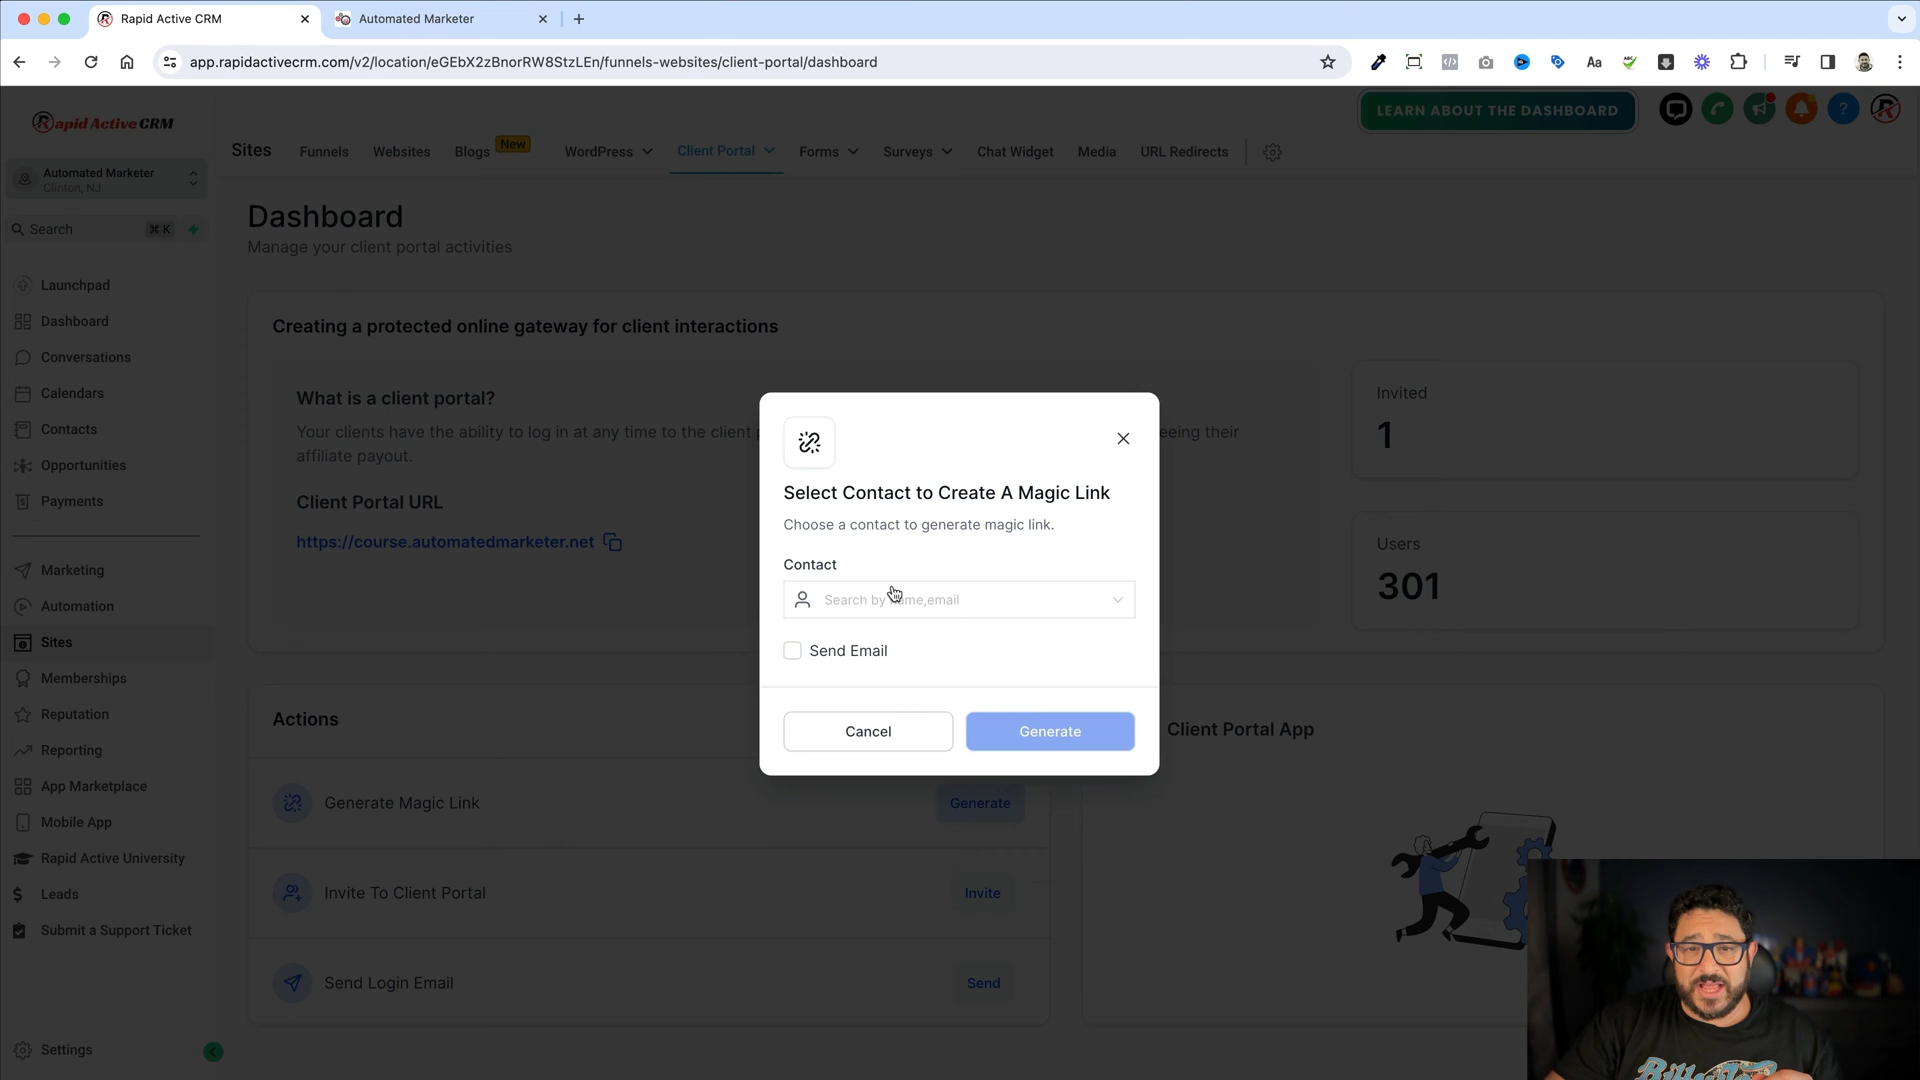 Rapid Active CRM
Automated Marketer
app.rapidactivecrm.com/v2/location/eGEbX2zBnorRW8StzLEn/funnels-websites/client-portal/dashboard
Rapid Active CRM
LEARN ABOUT THE DASHBOARD
Sites
Funnels
Websites
Blogs
New
WordPress
Client Portal
Forms
Surveys
Chat Widget
Media
URL Redirects
Automated Marketer
Clinton, NJ
Search
⌘ K
Launchpad
Dashboard
Conversations
Calendars
Contacts
Opportunities
Payments
Marketing
Automation
Sites
Memberships
Reputation
Reporting
App Marketplace
Mobile App
Rapid Active University
Leads
Submit a Support Ticket
Settings
Dashboard
Manage your client portal activities
Creating a protected online gateway for client interactions
What is a client portal?
Your clients have the ability to log in at any time to the client
eeing their
affiliate payout.
Client Portal URL
https://course.automatedmarketer.net
Invited
1
Users
301
Select Contact to Create A Magic Link
Choose a contact to generate magic link.
Contact
Search by name,email
Send Email
Cancel
Generate
Actions
Generate Magic Link
Generate
Invite To Client Portal
Invite
Send Login Email
Send
Client Portal App